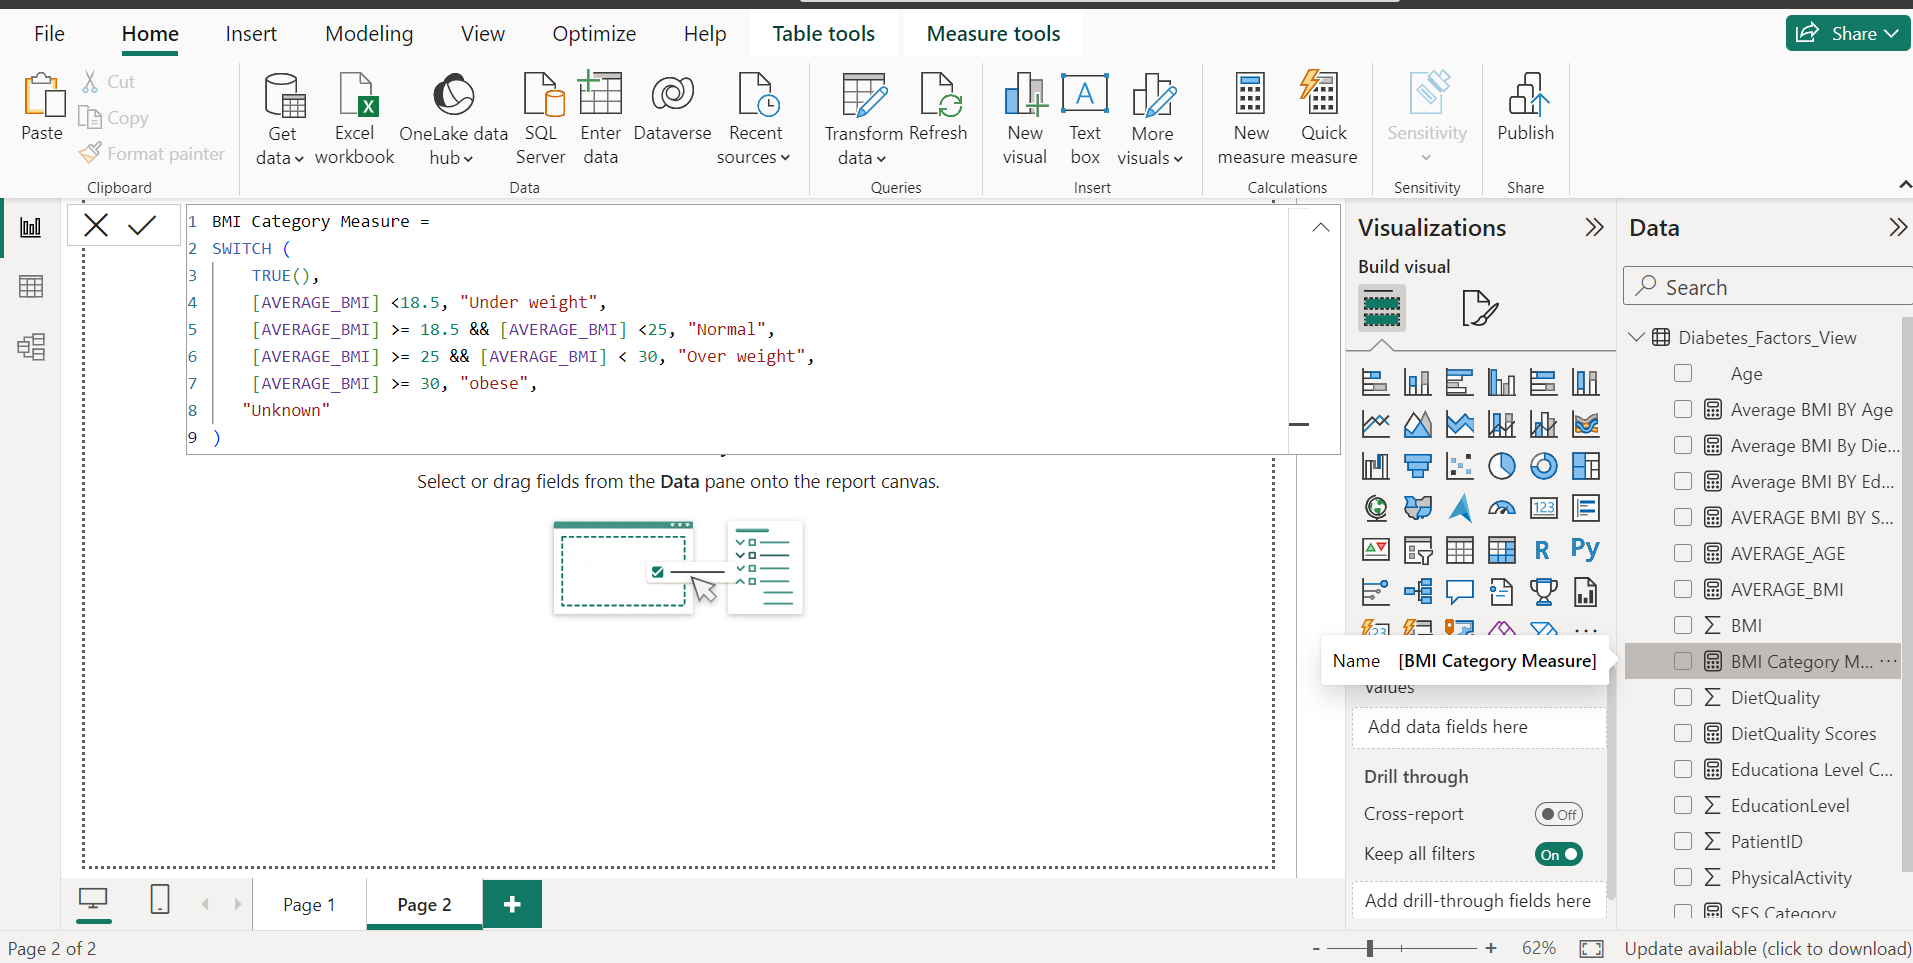 File Home Insert Modeling View Optimize Help Table tools Measure tools Share
Paste
Cut
Copy
Format painter
Clipboard
Get data
Excel workbook
OneLake data hub
SQL Server
Enter data
Dataverse
Recent sources
Data
Transform data
Refresh
Queries
New visual
Text box
More visuals
Insert
New measure
Quick measure
Calculations
Sensitivity
Sensitivity
Publish
Share
1 BMI Category Measure =
2 SWITCH (
3 TRUE(),
4 [AVERAGE_BMI] <18.5, "Under weight",
5 [AVERAGE_BMI] >= 18.5 && [AVERAGE_BMI] <25, "Normal",
6 [AVERAGE_BMI] >= 25 && [AVERAGE_BMI] < 30, "Over weight",
7 [AVERAGE_BMI] >= 30, "obese",
8 "Unknown"
9 )
Select or drag fields from the Data pane onto the report canvas.
Visualizations
Build visual
123
R
Py
123
Name [BMI Category Measure]
Values
Add data fields here
Drill through
Cross-report Off
Keep all filters On
Add drill-through fields here
Data
Search
Diabetes_Factors_View
Age
Average BMI BY Age
Average BMI By Die...
Average BMI BY Ed...
AVERAGE BMI BY S...
AVERAGE_AGE
AVERAGE_BMI
BMI
BMI Category M... ...
DietQuality
DietQuality Scores
Educationa Level C...
EducationLevel
PatientID
PhysicalActivity
SES Category
Page 1 Page 2 +
Page 2 of 2
- + 62%
Update available (click to download)